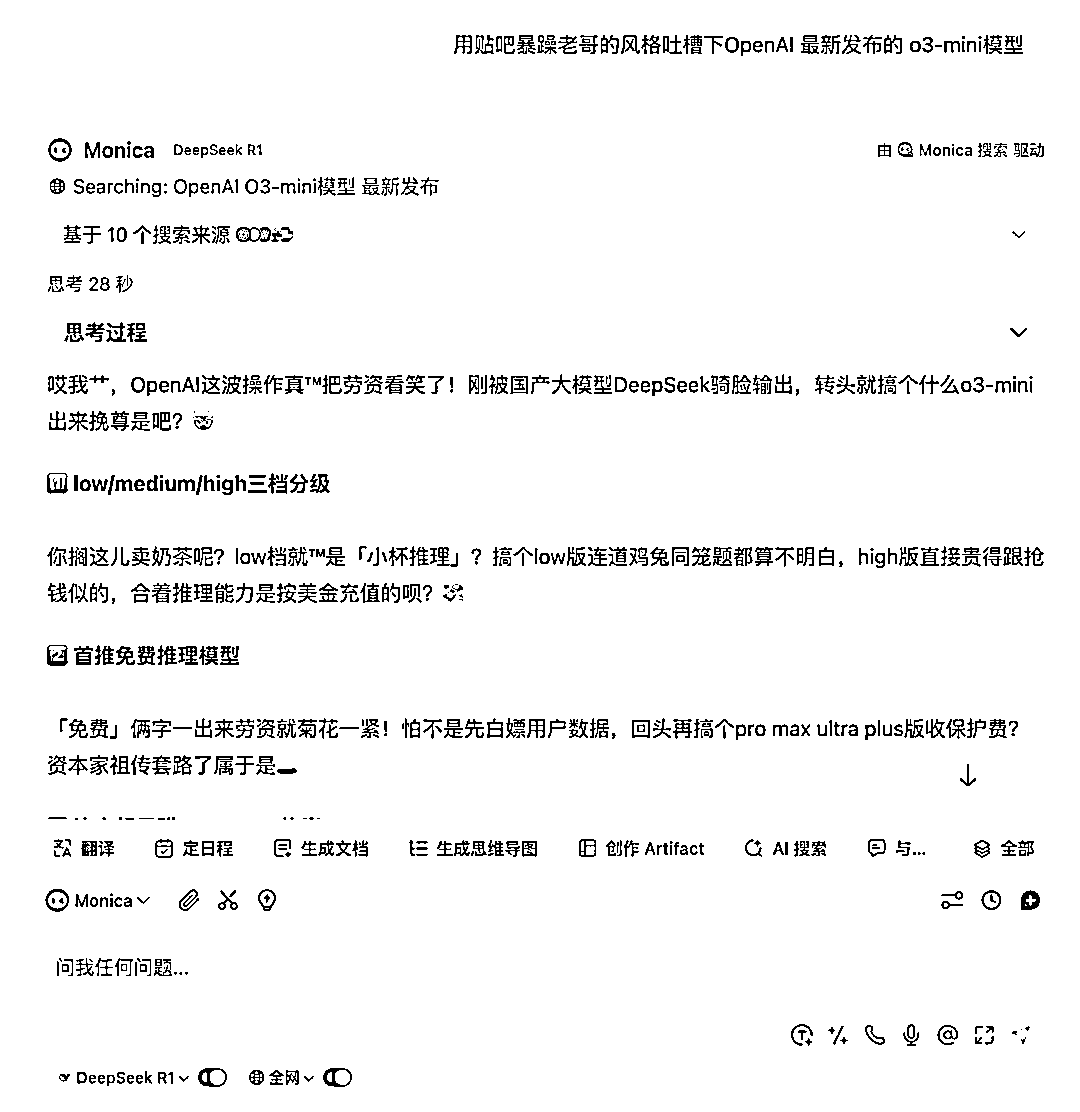 用贴吧暴躁老哥的风格吐槽下OpenAI 最新发布的 o3-mini模型
Monica DeepSeek R1 由 Monica 搜索 驱动
Searching: OpenAI O3-mini模型 最新发布
基于 10 个搜索来源
思考 28 秒
思考过程
哎我艹，OpenAI这波操作真™把劳资看笑了！刚被国产大模型DeepSeek骑脸输出，转头就搞个什么o3-mini
出来挽尊是吧？
1 low/medium/high三档分级
你搁这儿卖奶茶呢？low档就™是「小杯推理」？搞个low版连道鸡兔同笼题都算不明白，high版直接贵得跟抢
钱似的，合着推理能力是按美金充值的呗？
2 首推免费推理模型
「免费」俩字一出来劳资就菊花一紧！怕不是先白嫖用户数据，回头再搞个pro max ultra plus版收保护费？
资本家祖传套路了属于是
翻译 定日程 生成文档 生成思维导图 创作 Artifact AI 搜索 与... 全部
Monica
问我任何问题...
DeepSeek R1 全网